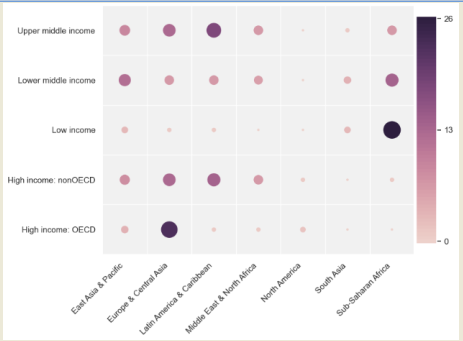 Upper middle income
Lower middle income
Low income
High income: nonOECD
High income: OECD
East Asia & Pacific
Europe & Central Asia
Latin America & Caribbean
Middle East & North Africa
North America
South Asia
Sub-Saharan Africa
26
13
0